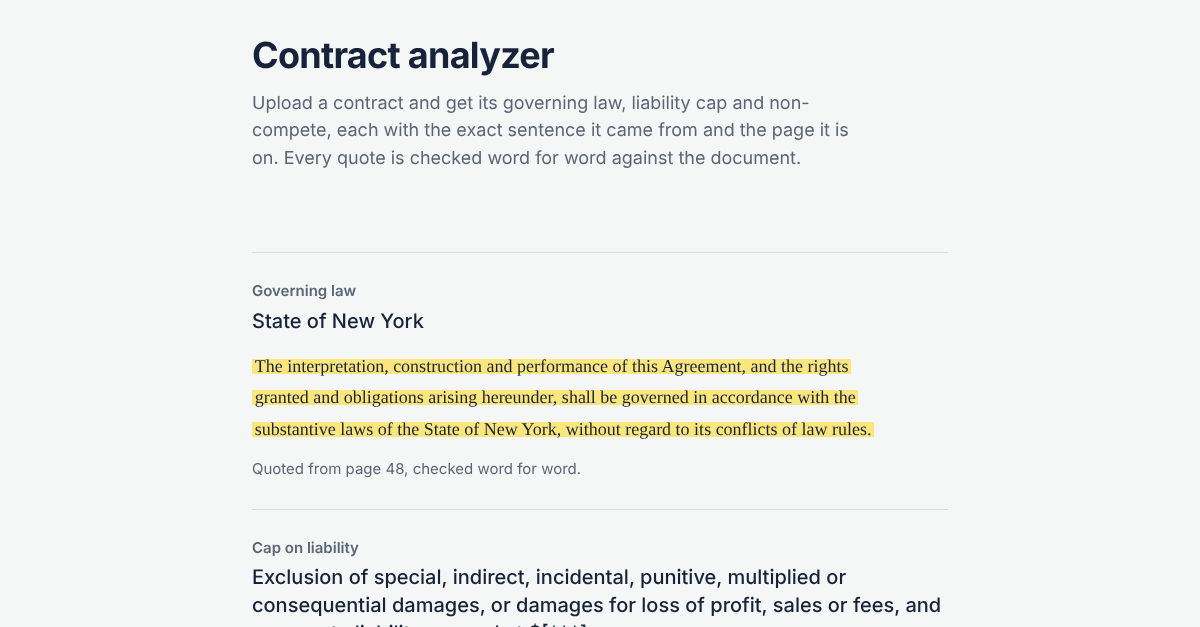 Contract analyzer
Upload a contract and get its governing law, liability cap and non-
compete, each with the exact sentence it came from and the page it is
on. Every quote is checked word for word against the document.
Governing law
State of New York
The interpretation, construction and performance of this Agreement, and the rights
granted and obligations arising hereunder, shall be governed in accordance with the
substantive laws of the State of New York, without regard to its conflicts of law rules.
Quoted from page 48, checked word for word.
Cap on liability
Exclusion of special, indirect, incidental, punitive, multiplied or
consequential damages, or damages for loss of profit, sales or fees, and